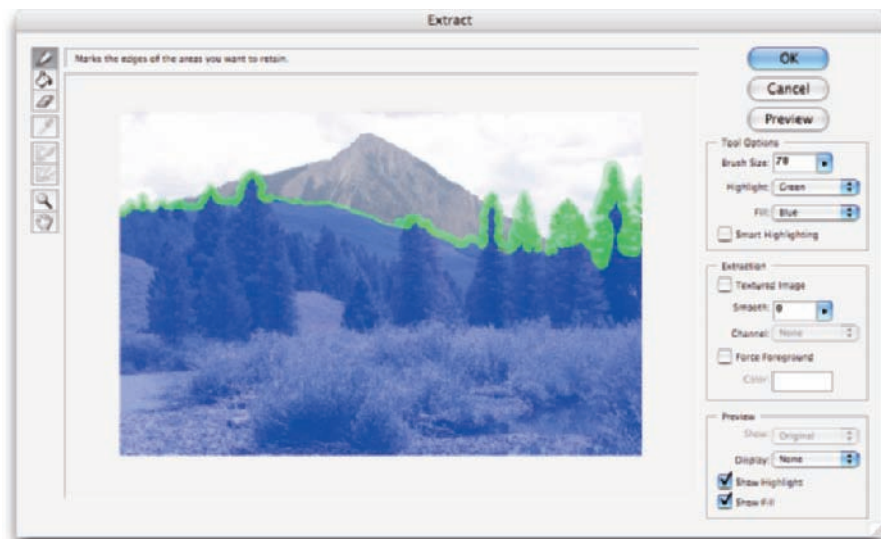 Extract
Marks the edges of the areas you want to retain.
OK
Cancel
Preview
Tool Options
Brush Size: 78
Highlight: Green
Fill: Blue
Smart Highlighting
Extraction
Textured Image
Smooth: 0
Channel: None
Force Foreground
Color:
Preview
Show: Original
Display: None
Show Highlight
Show Fill